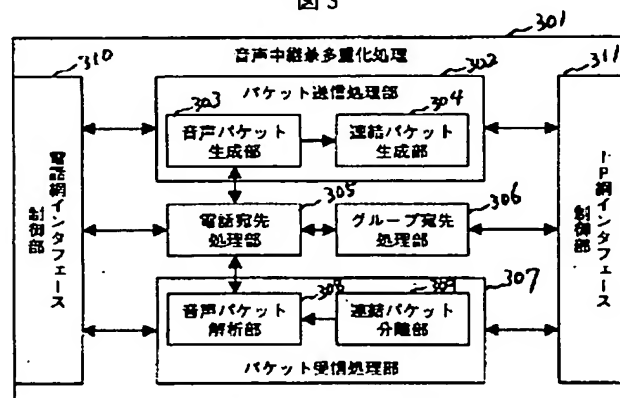 図3
301
310
音声中継兼多重化処理
302
311
パケット送信処理部
303
304
音声パケット
生成部
連結パケット
生成部
電話網インタフェース
制御部
305
306
電話宛先
処理部
グループ宛先
処理部
IP網インタフェース
制御部
307
308
309
音声パケット
解析部
連結パケット
分離部
パケット受信処理部